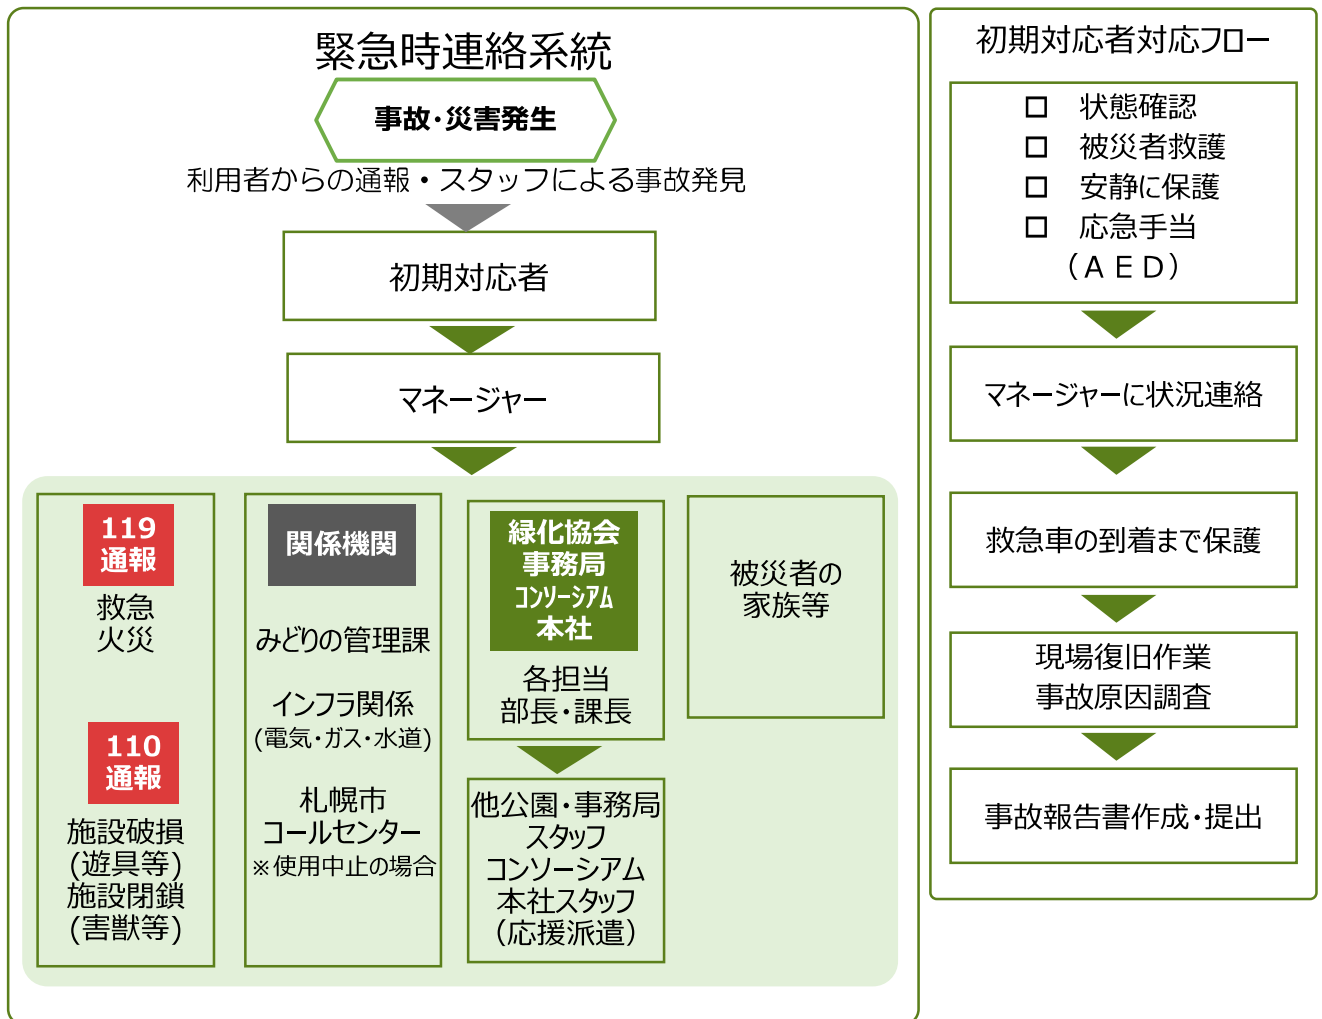 緊急時連絡系統
事故・災害発生
利用者からの通報・スタッフによる事故発見
初期対応者
マネージャー
119
通報
救急
火災
110
通報
施設破損
(遊具等)
施設閉鎖
(害獣等)
関係機関
みどりの管理課
インフラ関係
(電気・ガス・水道)
札幌市
コールセンター
※使用中止の場合
緑化協会
事務局
コンソーシアム
本社
各担当
部長・課長
他公園・事務局
スタッフ
コンソーシアム
本社スタッフ
（応援派遣）
被災者の
家族等
初期対応者対応フロー
□ 状態確認
□ 被災者救護
□ 安静に保護
□ 応急手当
（ＡＥＤ）
マネージャーに状況連絡
救急車の到着まで保護
現場復旧作業
事故原因調査
事故報告書作成・提出